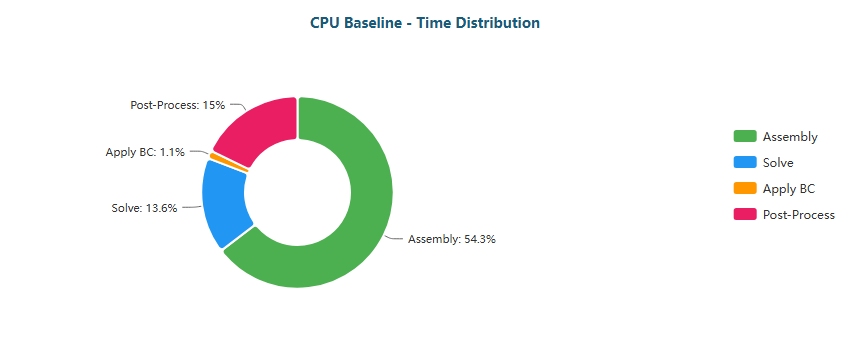 CPU Baseline - Time Distribution
Post-Process: 15%
Apply BC: 1.1%
Solve: 13.6%
Assembly: 54.3%
Assembly
Solve
Apply BC
Post-Process